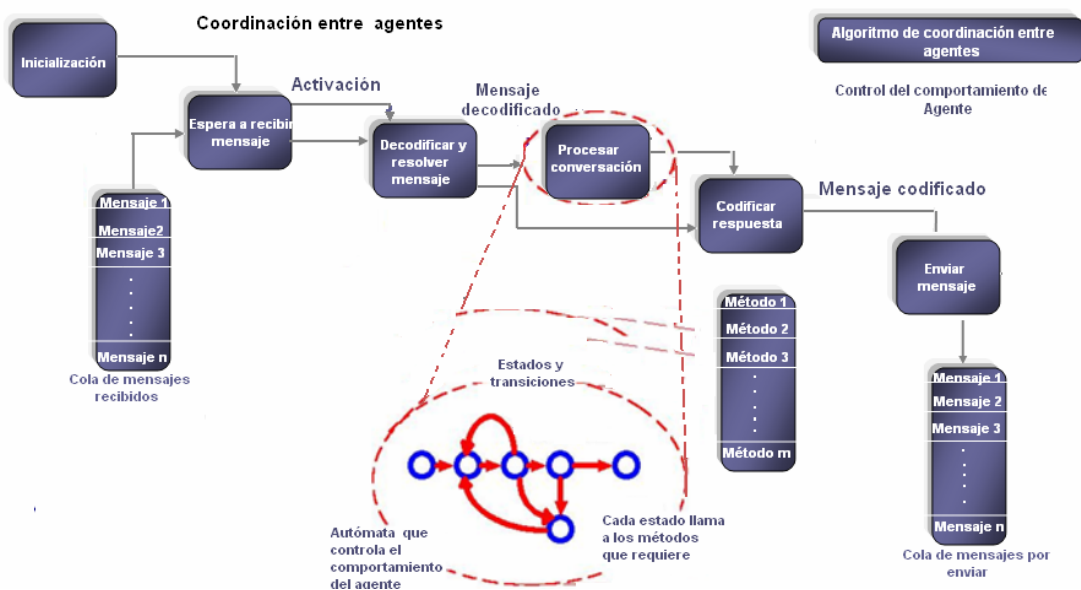 Coordinación entre  agentes
Inicialización
Algoritmo de coordinación entre
agentes
Control del comportamiento de
Agente
Activación
Espera a recibir
mensaje
Mensaje
decodificado
Decodificar y
resolver
mensaje
Procesar
conversación
Codificar
respuesta
Mensaje codificado
Enviar
mensaje
Mensaje 1
Mensaje2
Mensaje 3
Mensaje n
Cola de mensajes
recibidos
Método 1
Método 2
Método 3
Método m
Estados y
transiciones
Autómata  que
controla el
comportamiento
del agente
Cada estado llama
a los métodos
que requiere
Mensaje 1
Mensaje 2
Mensaje 3
Mensaje n
Cola de mensajes por
enviar